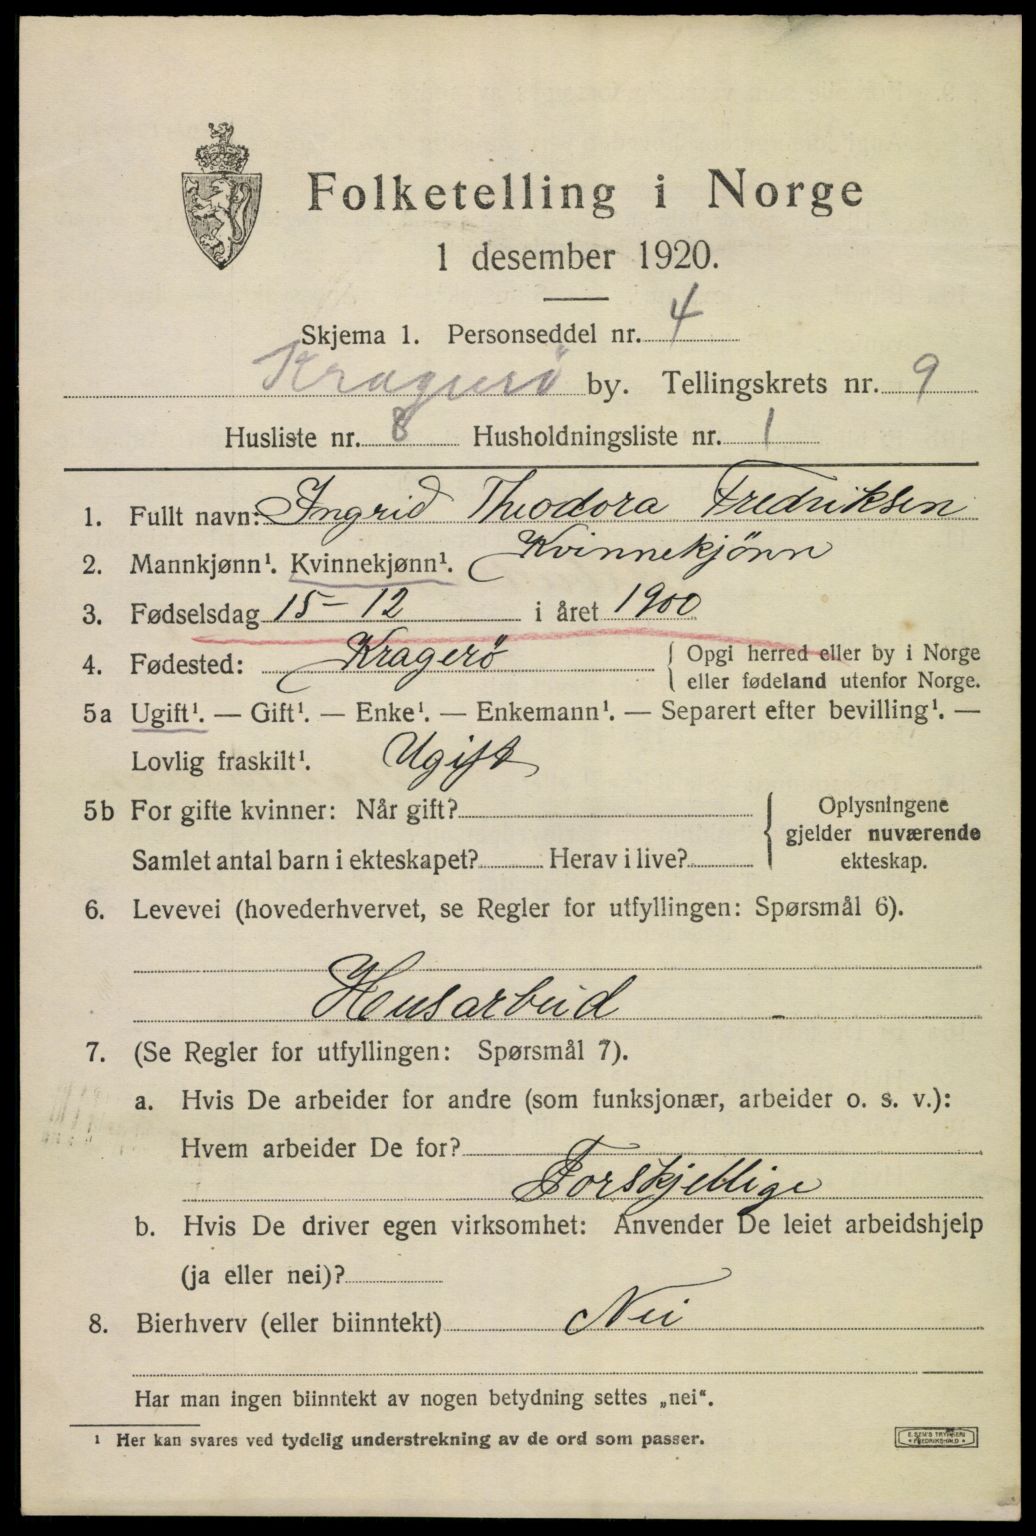 Folketelling i Norge
1 desember 1920.
Skjema 1. Personseddel nr. 4
Kragerø by. Tellingskrets nr. 9
Husliste nr. 8 Husholdningsliste nr. 1
1. Fullt navn: Ingrid Theodora Fredriksen
2. Mannkjønn¹. Kvinnekjønn¹. Kvinnekjønn
3. Fødselsdag 15-12 i året 1900
4. Fødested: Kragerø { Opgi herred eller by i Norge
eller fødeland utenfor Norge.
5a Ugift¹. — Gift¹. — Enke¹. — Enkemann¹. — Separert efter bevilling¹. —
Lovlig fraskilt¹. Ugift
5b For gifte kvinner: Når gift?
Samlet antal barn i ekteskapet? Herav i live?
Oplysningene
gjelder nuværende
ekteskap.
6. Levevei (hovederhvervet, se Regler for utfyllingen: Spørsmål 6).
Husarbeid -
7. (Se Regler for utfyllingen: Spørsmål 7).
a. Hvis De arbeider for andre (som funksjonær, arbeider o. s. v.):
Hvem arbeider De for?
Forskjellige
b. Hvis De driver egen virksomhet: Anvender De leiet arbeidshjelp
(ja eller nei)?
8. Bierhverv (eller biinntekt) Nei
Har man ingen biinntekt av nogen betydning settes „nei“.
¹ Her kan svares ved tydelig understrekning av de ord som passer.
E. SEM'S TRYKKERI
• FREDRIKSHALD •